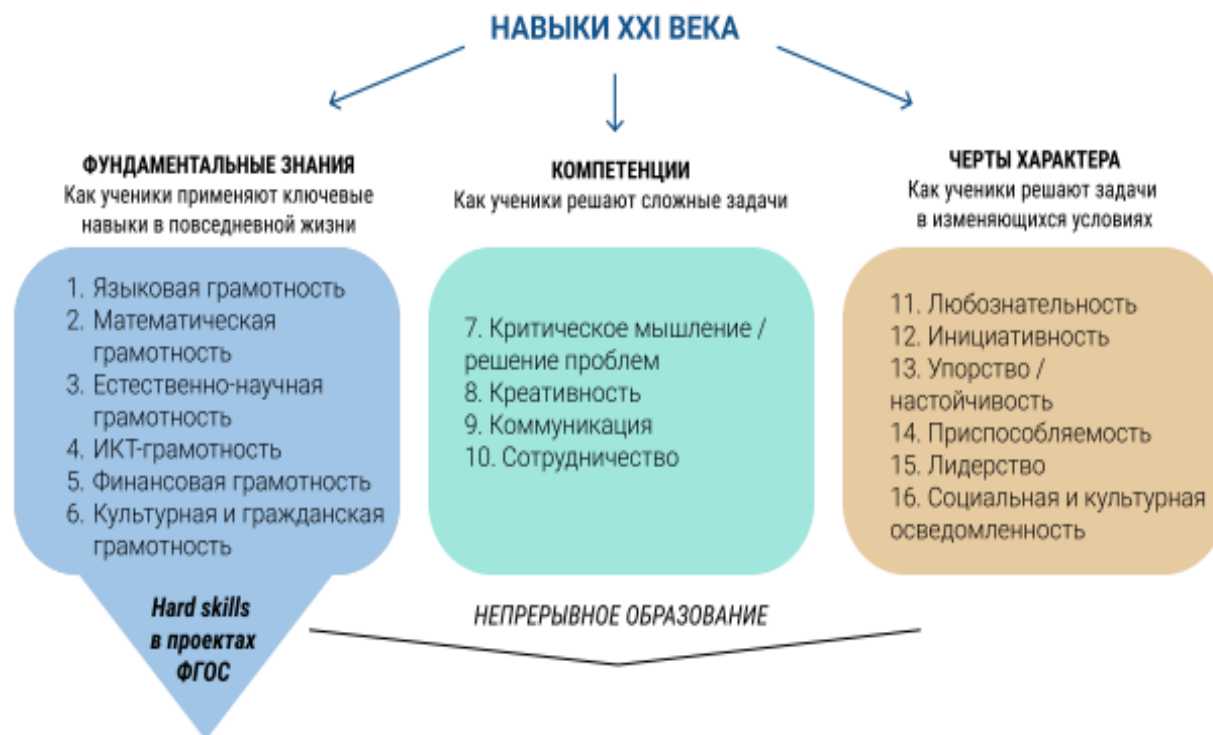 НАВЫКИ XXI ВЕКА
ФУНДАМЕНТАЛЬНЫЕ ЗНАНИЯ
Как ученики применяют ключевые
навыки в повседневной жизни
1. Языковая грамотность
2. Математическая
грамотность
3. Естественно-научная
грамотность
4. ИКТ-грамотность
5. Финансовая грамотность
6. Культурная и гражданская
грамотность
Hard skills
в проектах
ФГОС
КОМПЕТЕНЦИИ
Как ученики решают сложные задачи
7. Критическое мышление /
решение проблем
8. Креативность
9. Коммуникация
10. Сотрудничество
ЧЕРТЫ ХАРАКТЕРА
Как ученики решают задачи
в изменяющихся условиях
11. Любознательность
12. Инициативность
13. Упорство /
настойчивость
14. Приспособляемость
15. Лидерство
16. Социальная и культурная
осведомленность
НЕПРЕРЫВНОЕ ОБРАЗОВАНИЕ